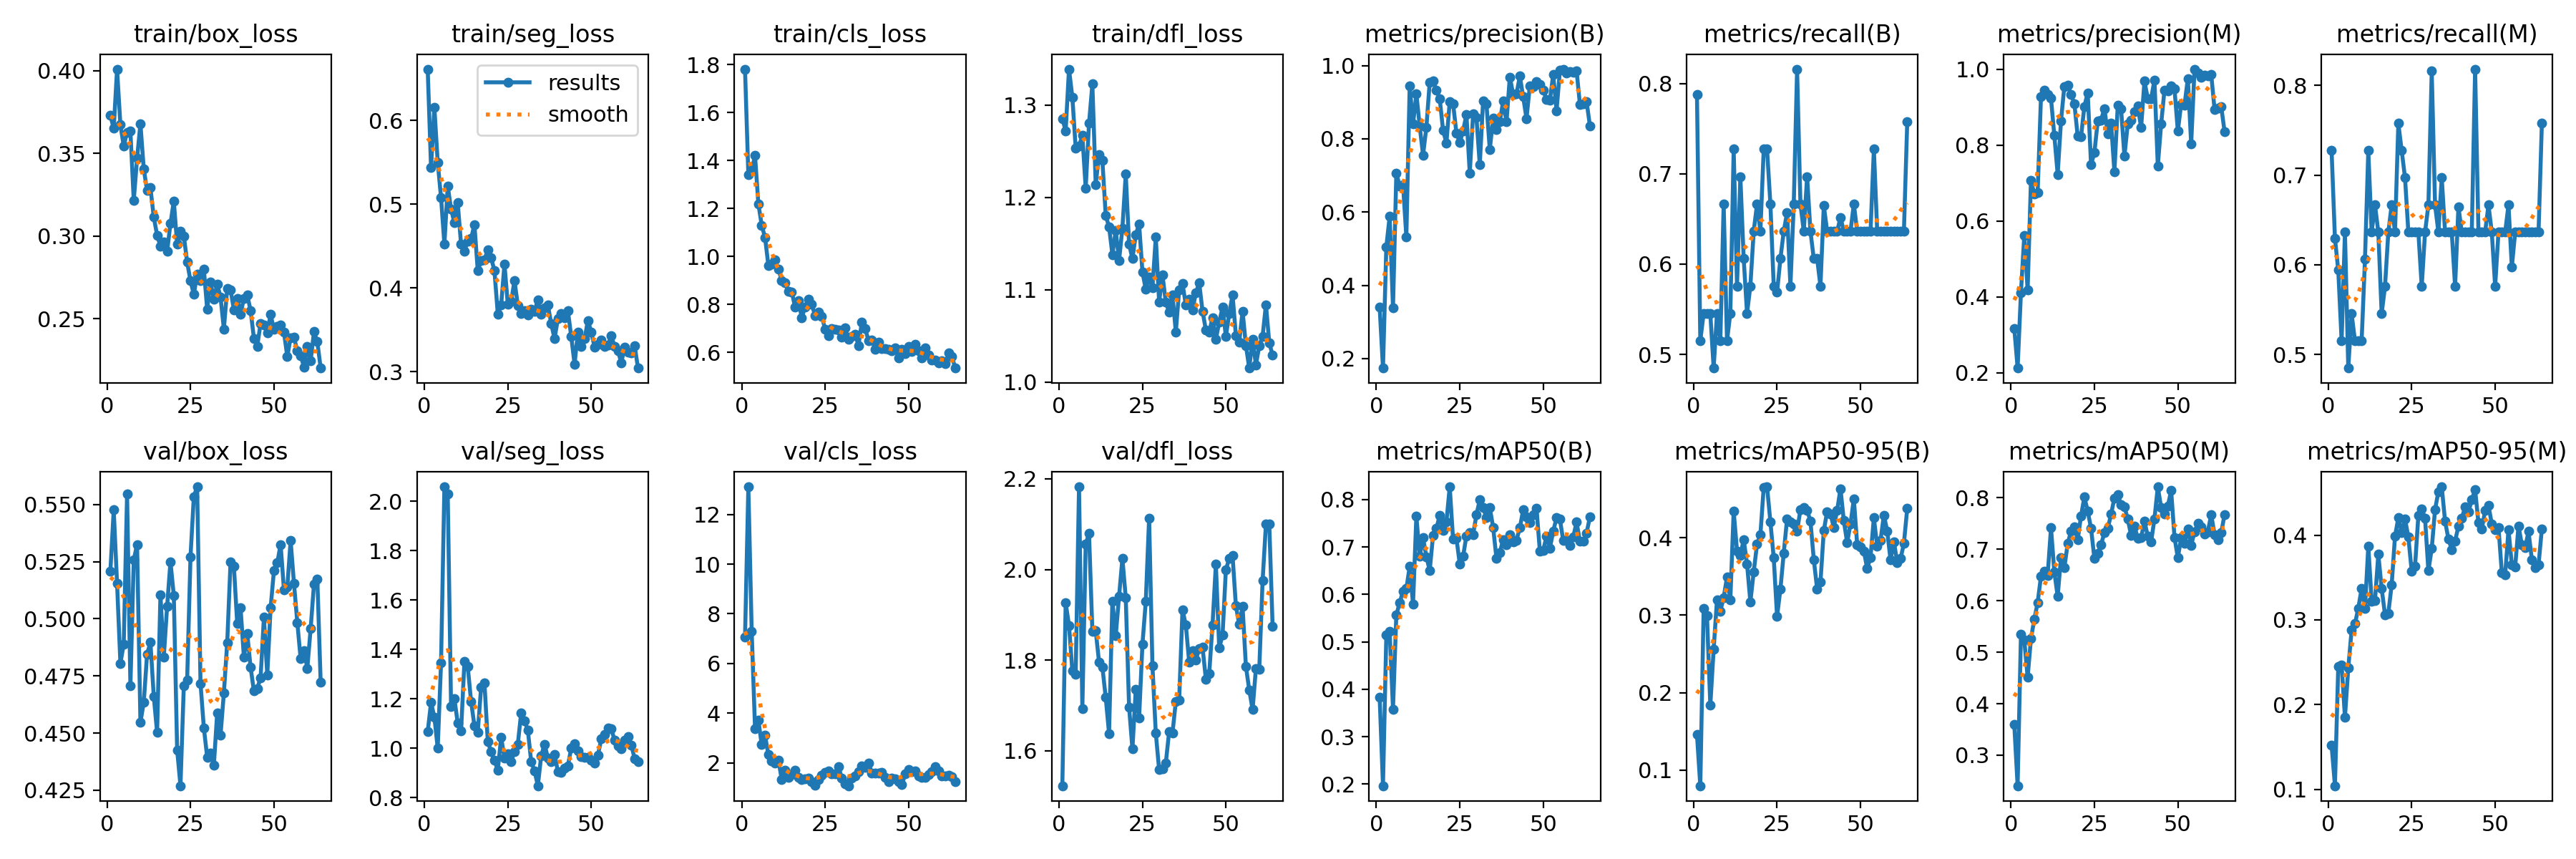 train/box_loss
0.40
0.35
0.30
0.25
0 25 50
train/seg_loss
results
smooth
0.6
0.5
0.4
0.3
0 25 50
train/cls_loss
1.8
1.6
1.4
1.2
1.0
0.8
0.6
0 25 50
train/dfl_loss
1.3
1.2
1.1
1.0
0 25 50
metrics/precision(B)
1.0
0.8
0.6
0.4
0.2
0 25 50
metrics/recall(B)
0.8
0.7
0.6
0.5
0 25 50
metrics/precision(M)
1.0
0.8
0.6
0.4
0.2
0 25 50
metrics/recall(M)
0.8
0.7
0.6
0.5
0 25 50
val/box_loss
0.550
0.525
0.500
0.475
0.450
0.425
0 25 50
val/seg_loss
2.0
1.8
1.6
1.4
1.2
1.0
0.8
0 25 50
val/cls_loss
12
10
8
6
4
2
0 25 50
val/dfl_loss
2.2
2.0
1.8
1.6
0 25 50
metrics/mAP50(B)
0.8
0.7
0.6
0.5
0.4
0.3
0.2
0 25 50
metrics/mAP50-95(B)
0.4
0.3
0.2
0.1
0 25 50
metrics/mAP50(M)
0.8
0.7
0.6
0.5
0.4
0.3
0 25 50
metrics/mAP50-95(M)
0.4
0.3
0.2
0.1
0 25 50